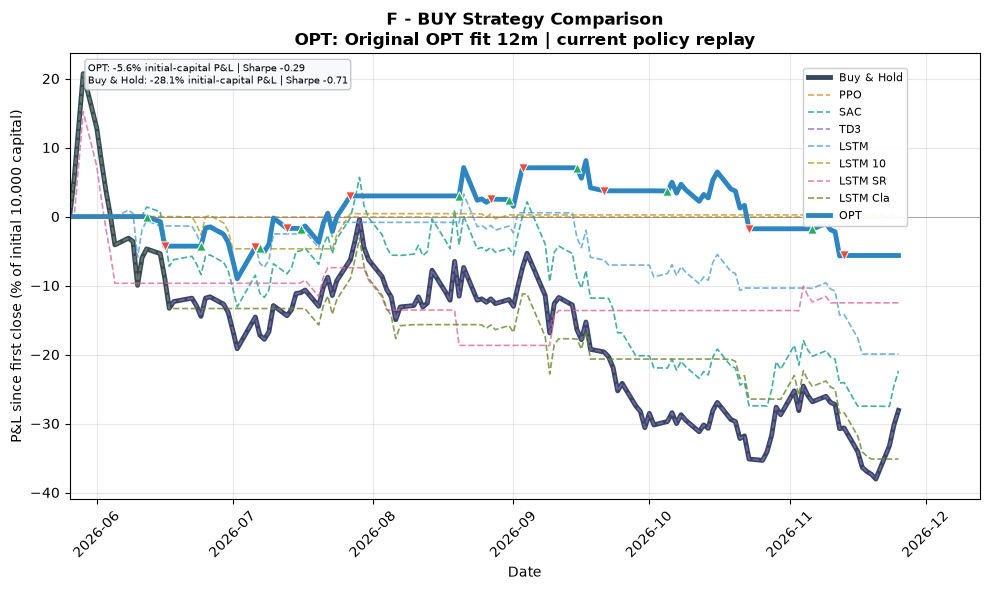 F - BUY Strategy Comparison
OPT: Original OPT fit 12m | current policy replay
OPT: -5.6% initial-capital P&L | Sharpe -0.29
Buy & Hold: -28.1% initial-capital P&L | Sharpe -0.71
Buy & Hold
PPO
SAC
TD3
LSTM
LSTM 10
LSTM SR
LSTM Cla
OPT
P&L since first close (% of initial 10,000 capital)
20
10
0
−10
−20
−30
−40
2026-06
2026-07
2026-08
2026-09
2026-10
2026-11
2026-12
Date